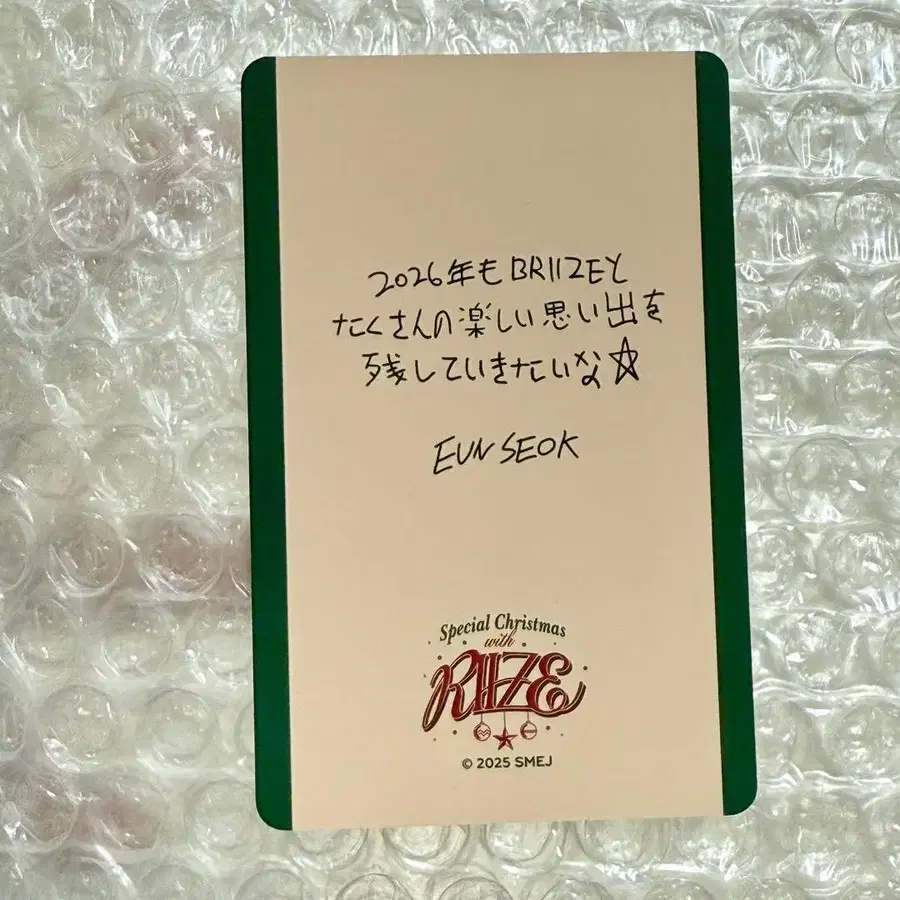 2026年もBRIIZEと
たくさんの楽しい思い出を
残していきたいな☆
EUNSEOK
Special Christmas
with
RIIZE
© 2025 SMEJ